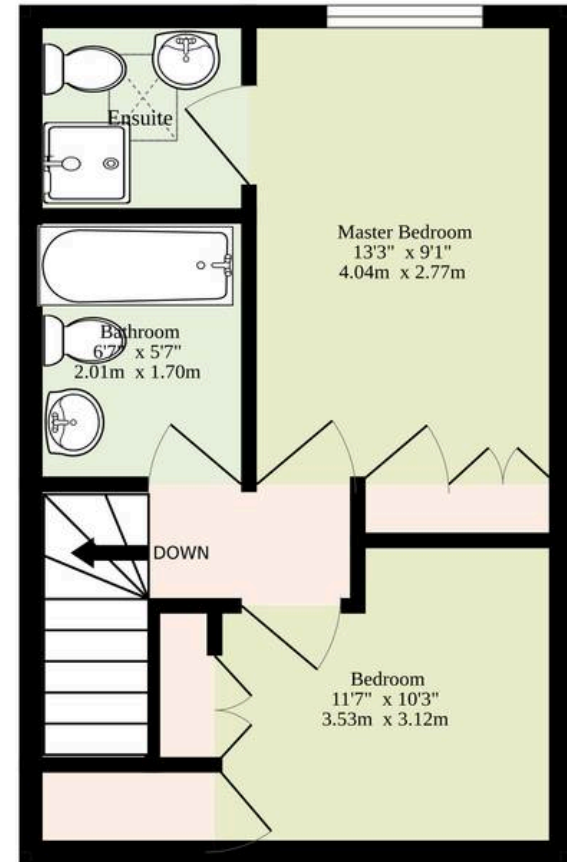 Ensuite
Master Bedroom
13'3" x 9'1"
4.04m x 2.77m
Bathroom
6'7" x 5'7"
2.01m x 1.70m
DOWN
Bedroom
11'7" x 10'3"
3.53m x 3.12m